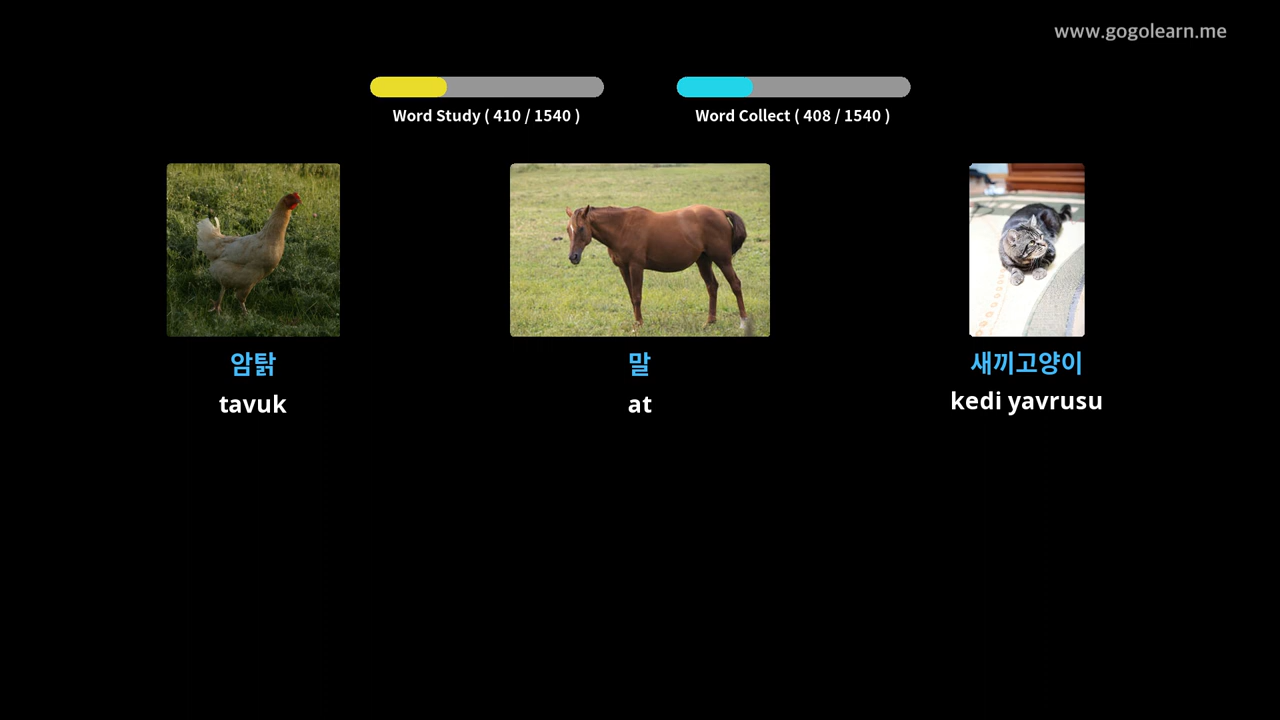 www.gogolearn.me
Word Study ( 410 / 1540 )
Word Collect ( 408 / 1540 )
암탉
말
새끼고양이
tavuk
at
kedi yavrusu